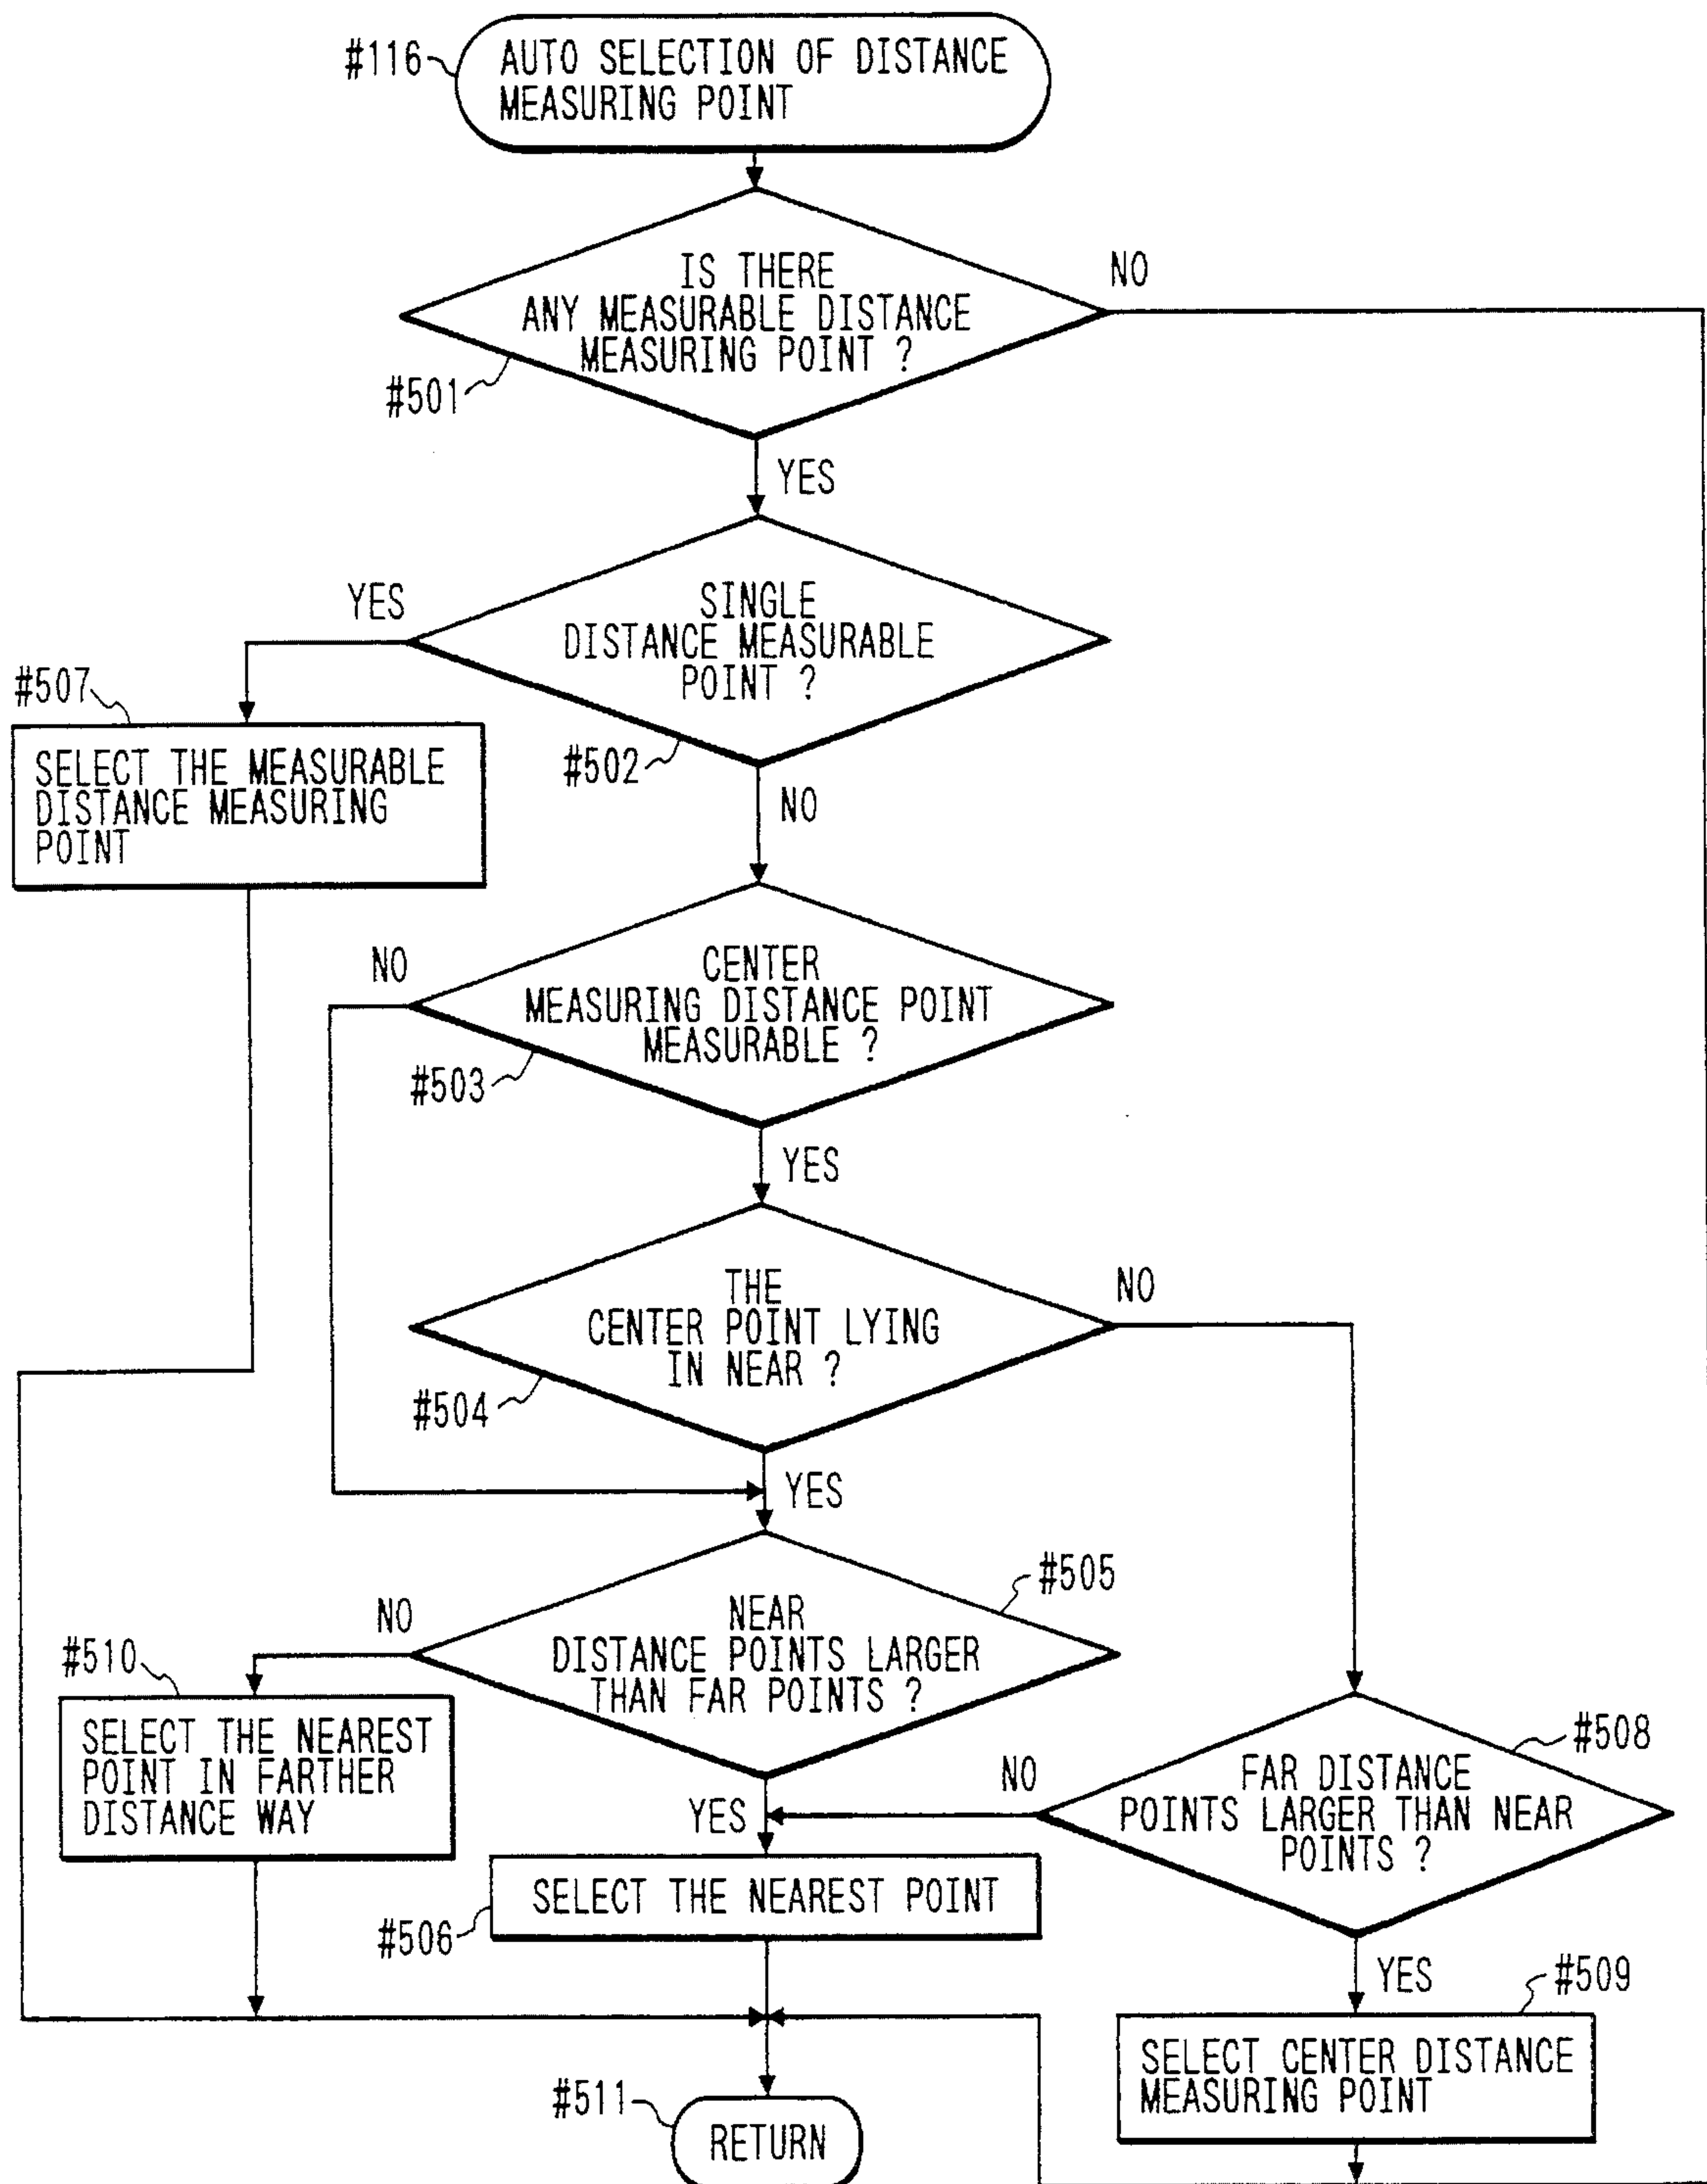 #116
AUTO SELECTION OF DISTANCE
MEASURING POINT
IS THERE
ANY MEASURABLE DISTANCE
MEASURING POINT ?
NO
#501
YES
SINGLE
DISTANCE MEASURABLE
POINT ?
YES
#502
#507
SELECT THE MEASURABLE
DISTANCE MEASURING
POINT
NO
CENTER
MEASURING DISTANCE POINT
MEASURABLE ?
NO
#503
YES
THE
CENTER POINT LYING
IN NEAR ?
NO
#504
YES
#505
NEAR
DISTANCE POINTS LARGER
THAN FAR POINTS ?
NO
#510
SELECT THE NEAREST
POINT IN FARTHER
DISTANCE WAY
#508
FAR DISTANCE
POINTS LARGER THAN NEAR
POINTS ?
NO
YES
SELECT THE NEAREST POINT
#506
YES
#509
SELECT CENTER DISTANCE
MEASURING POINT
#511
RETURN